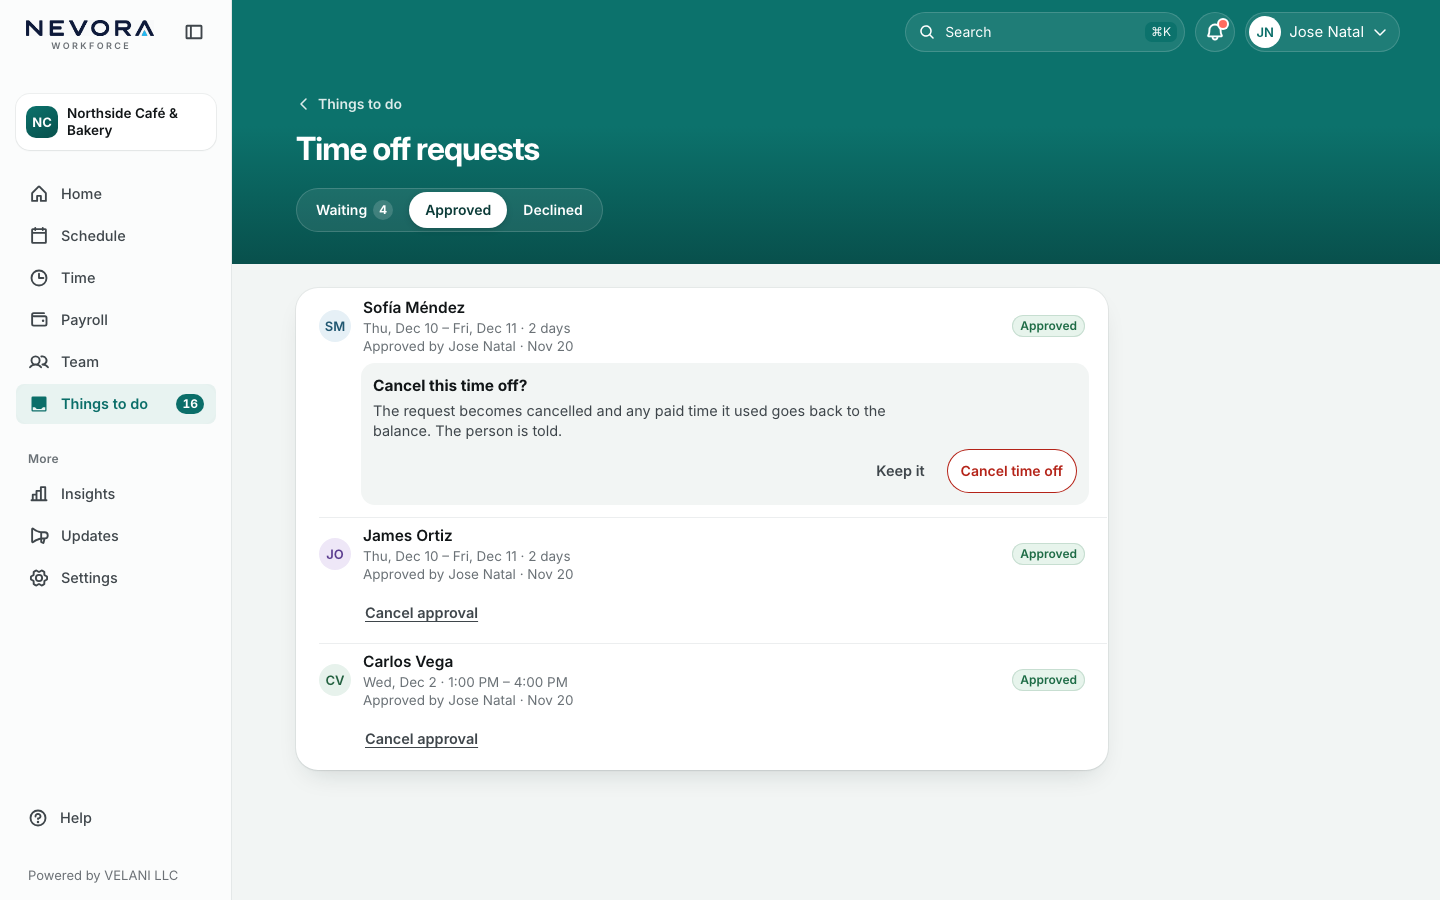 NEVORA
WORKFORCE
Search
⌘K
JN
Jose Natal
NC
Northside Café &
Bakery
Home
Schedule
Time
Payroll
Team
Things to do
16
More
Insights
Updates
Settings
Help
Powered by VELANI LLC
Things to do
Time off requests
Waiting 4
Approved
Declined
SM
Sofía Méndez
Thu, Dec 10 – Fri, Dec 11 · 2 days
Approved by Jose Natal · Nov 20
Approved
Cancel this time off?
The request becomes cancelled and any paid time it used goes back to the
balance. The person is told.
Keep it
Cancel time off
JO
James Ortiz
Thu, Dec 10 – Fri, Dec 11 · 2 days
Approved by Jose Natal · Nov 20
Approved
Cancel approval
CV
Carlos Vega
Wed, Dec 2 · 1:00 PM – 4:00 PM
Approved by Jose Natal · Nov 20
Approved
Cancel approval